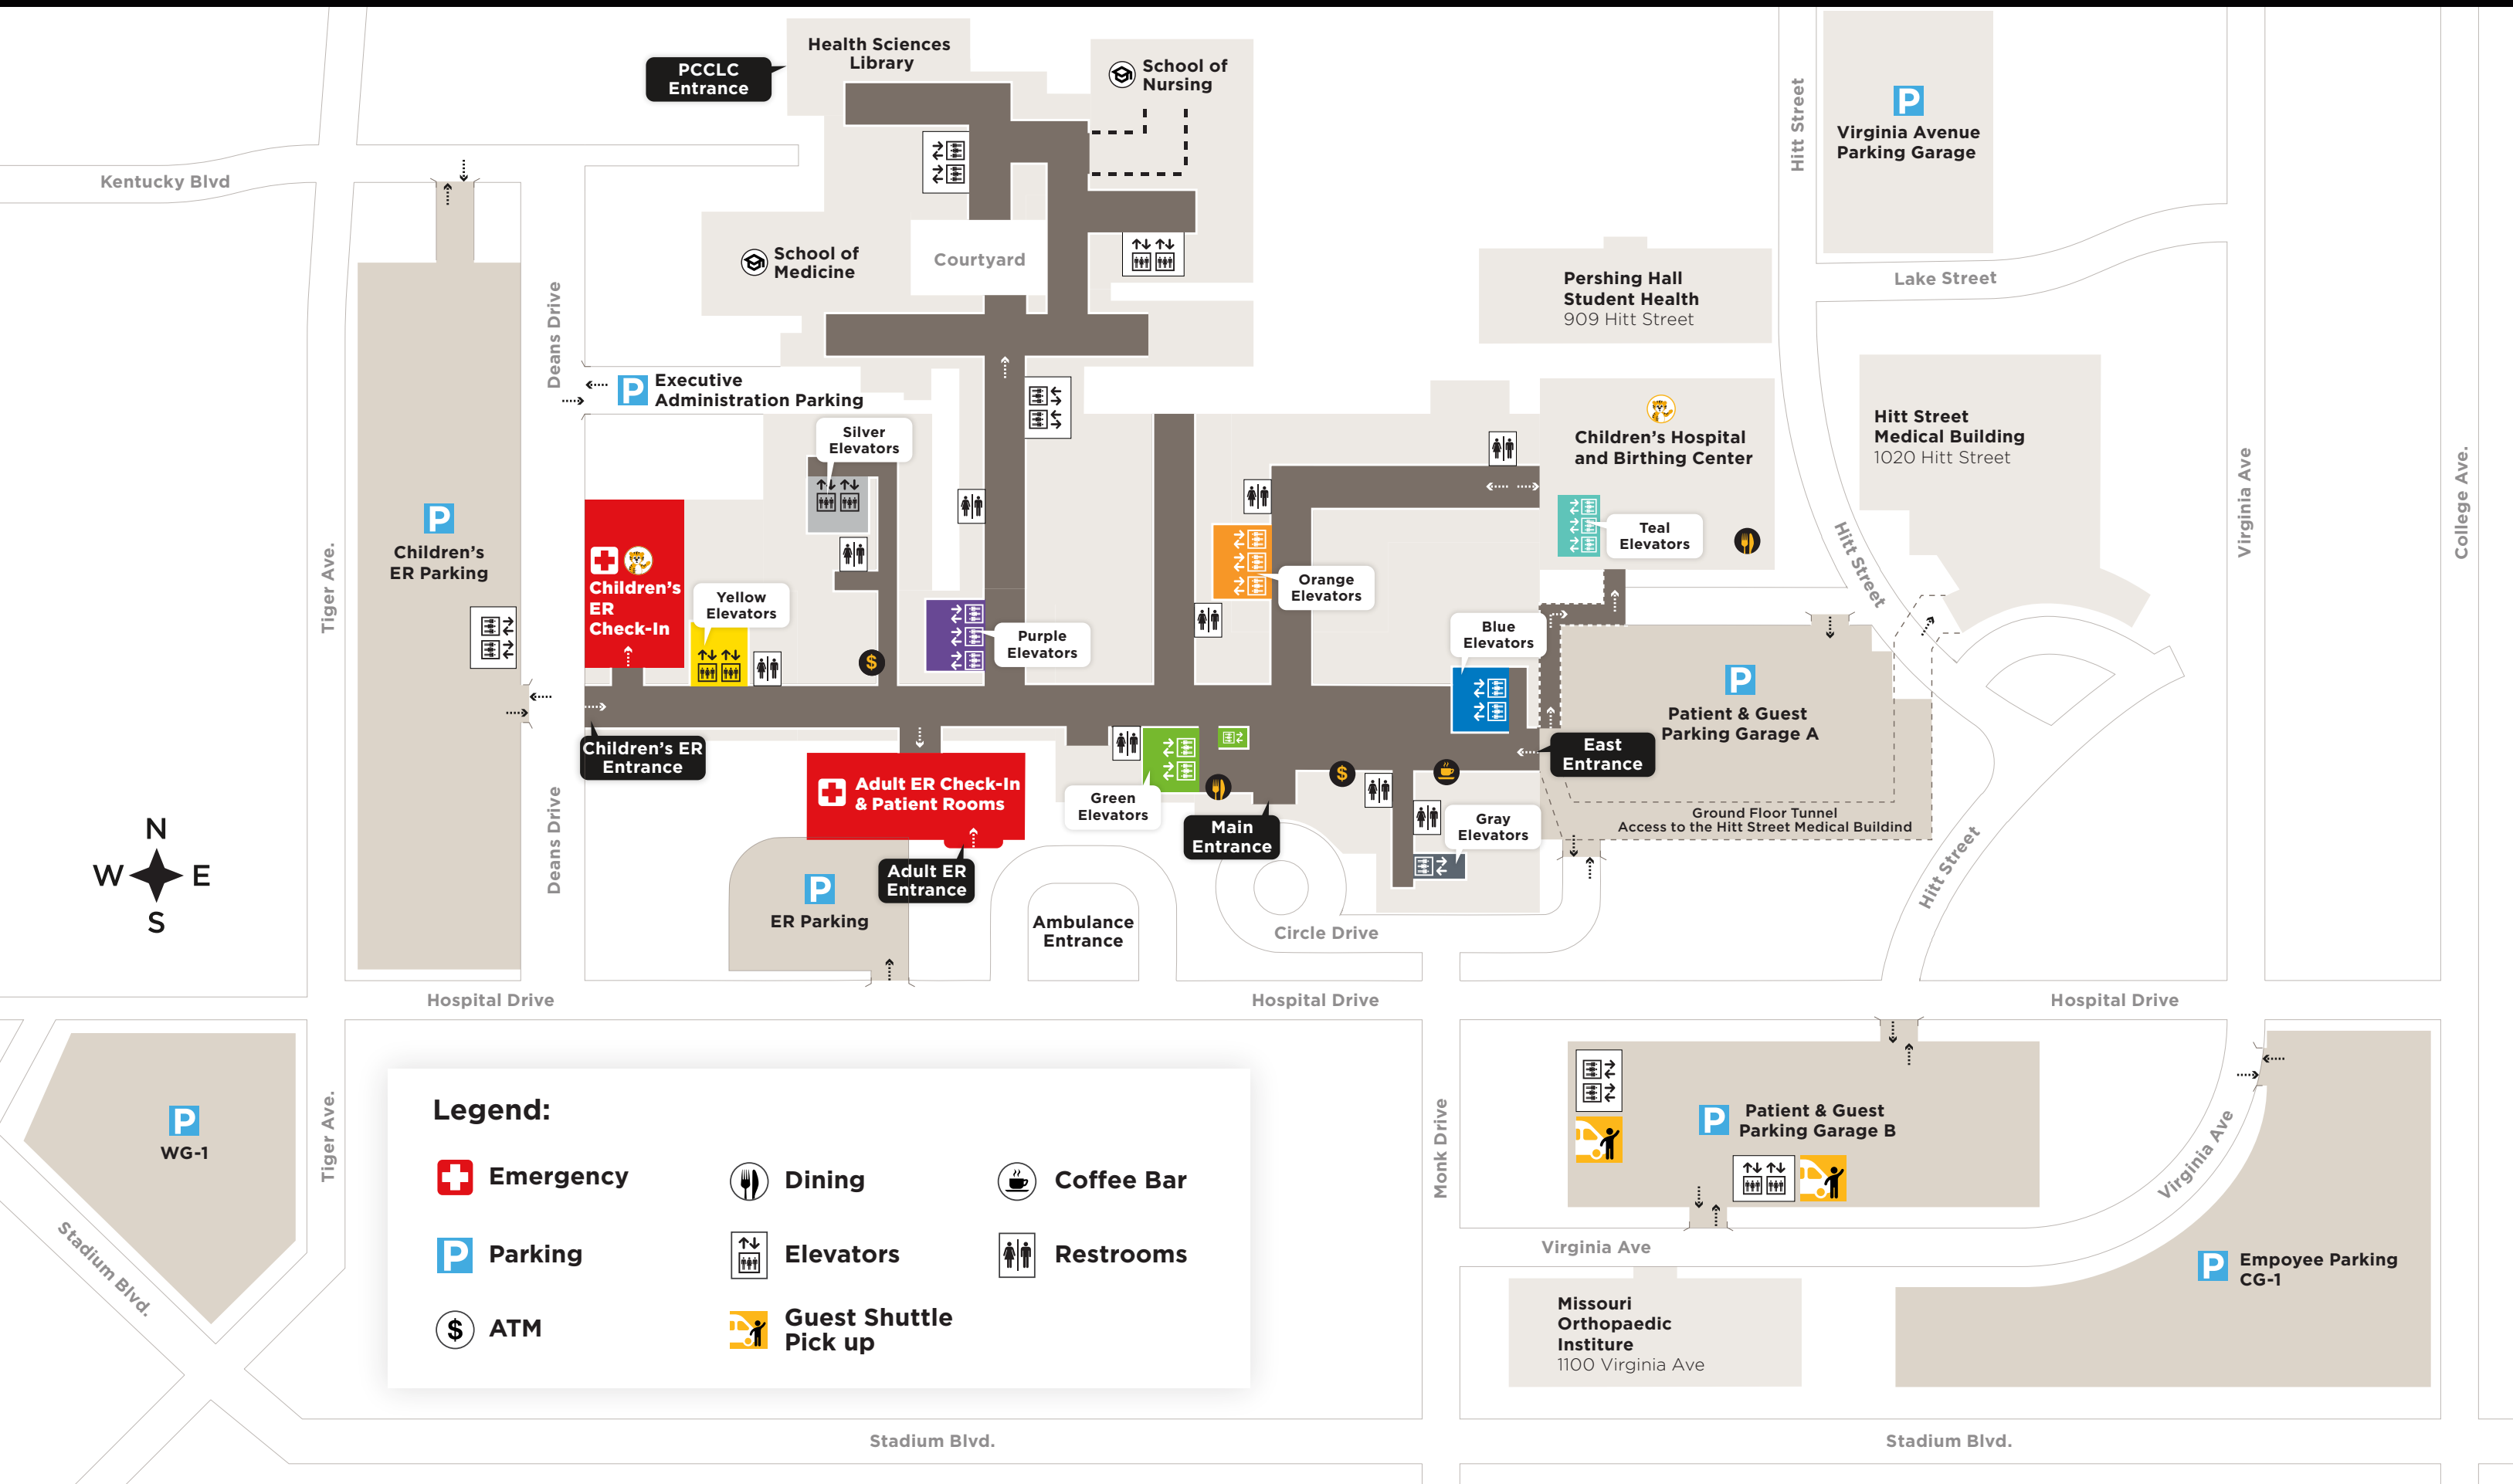 Health Sciences
Library
PCCLC
Entrance
School of
Nursing
Hitt Street
P
Virginia Avenue
Parking Garage
Kentucky Blvd
School of
Medicine
Courtyard
Deans Drive
Pershing Hall
Student Health
909 Hitt Street
Lake Street
P
Executive
Administration Parking
Silver
Elevators
Children's Hospital
and Birthing Center
Hitt Street
Medical Building
1020 Hitt Street
Virginia Ave
College Ave.
Tiger Ave.
P
Children's
ER Parking
Children's
ER
Check-In
Yellow
Elevators
Purple
Elevators
Orange
Elevators
Teal
Elevators
Blue
Elevators
Hitt Street
$
P
Patient & Guest
Parking Garage A
Children's ER
Entrance
East
Entrance
Adult ER Check-In
& Patient Rooms
$
Green
Elevators
Main
Entrance
Gray
Elevators
Ground Floor Tunnel
Access to the Hitt Street Medical Buildind
N
W
E
S
Deans Drive
Adult ER
Entrance
P
ER Parking
Ambulance
Entrance
Circle Drive
Hitt Street
Hospital Drive
Hospital Drive
Hospital Drive
P
WG-1
Tiger Ave.
Stadium Blvd.
Legend:
Emergency
Dining
Coffee Bar
P
Parking
Elevators
Restrooms
$
ATM
Guest Shuttle
Pick up
Monk Drive
P
Patient & Guest
Parking Garage B
Virginia Ave
Virginia Ave
P
Empoyee Parking
CG-1
Missouri
Orthopaedic
Institure
1100 Virginia Ave
Stadium Blvd.
Stadium Blvd.